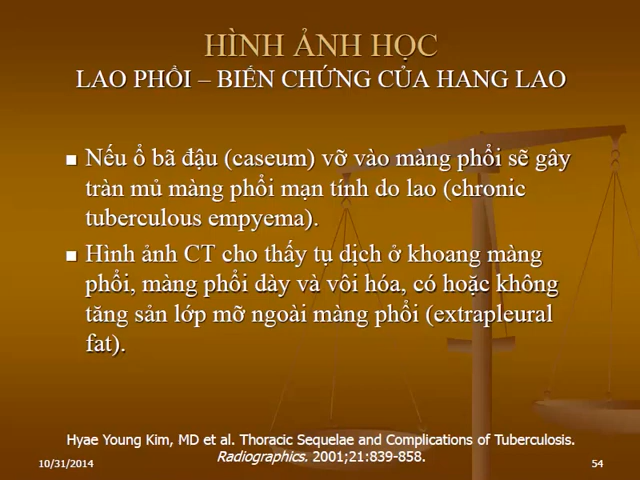 HÌNH ẢNH HỌC
LAO PHỔI – BIẾN CHỨNG CỦA HANG LAO
■ Nếu ổ bã đậu (caseum) vỡ vào màng phổi sẽ gây
tràn mủ màng phổi mạn tính do lao (chronic
tuberculous empyema).
■ Hình ảnh CT cho thấy tụ dịch ở khoang màng
phổi, màng phổi dày và vôi hóa, có hoặc không
tăng sản lớp mỡ ngoài màng phổi (extrapleural
fat).
Hyae Young Kim, MD et al. Thoracic Sequelae and Complications of Tuberculosis.
Radiographics. 2001;21:839-858.
10/31/2014
54